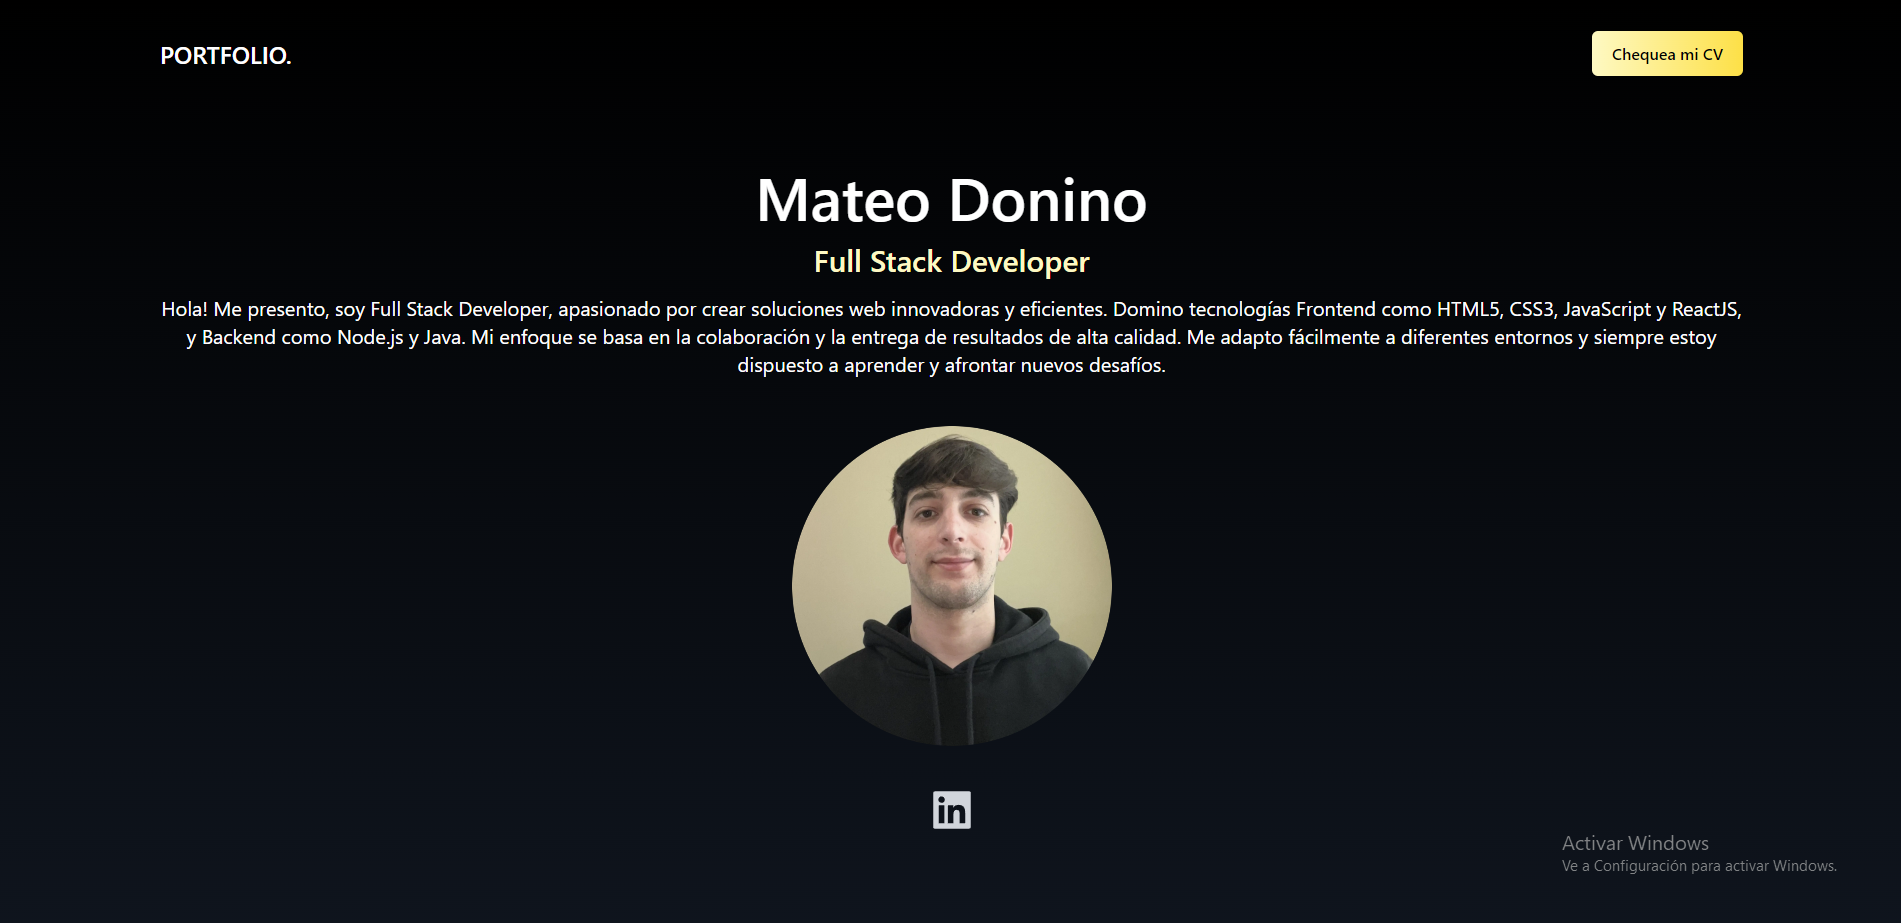 PORTFOLIO.
Chequea mi CV
Mateo Donino
Full Stack Developer
Hola! Me presento, soy Full Stack Developer, apasionado por crear soluciones web innovadoras y eficientes. Domino tecnologías Frontend como HTML5, CSS3, JavaScript y ReactJS,
y Backend como Node.js y Java. Mi enfoque se basa en la colaboración y la entrega de resultados de alta calidad. Me adapto fácilmente a diferentes entornos y siempre estoy
dispuesto a aprender y afrontar nuevos desafíos.
in
Activar Windows
Ve a Configuración para activar Windows.